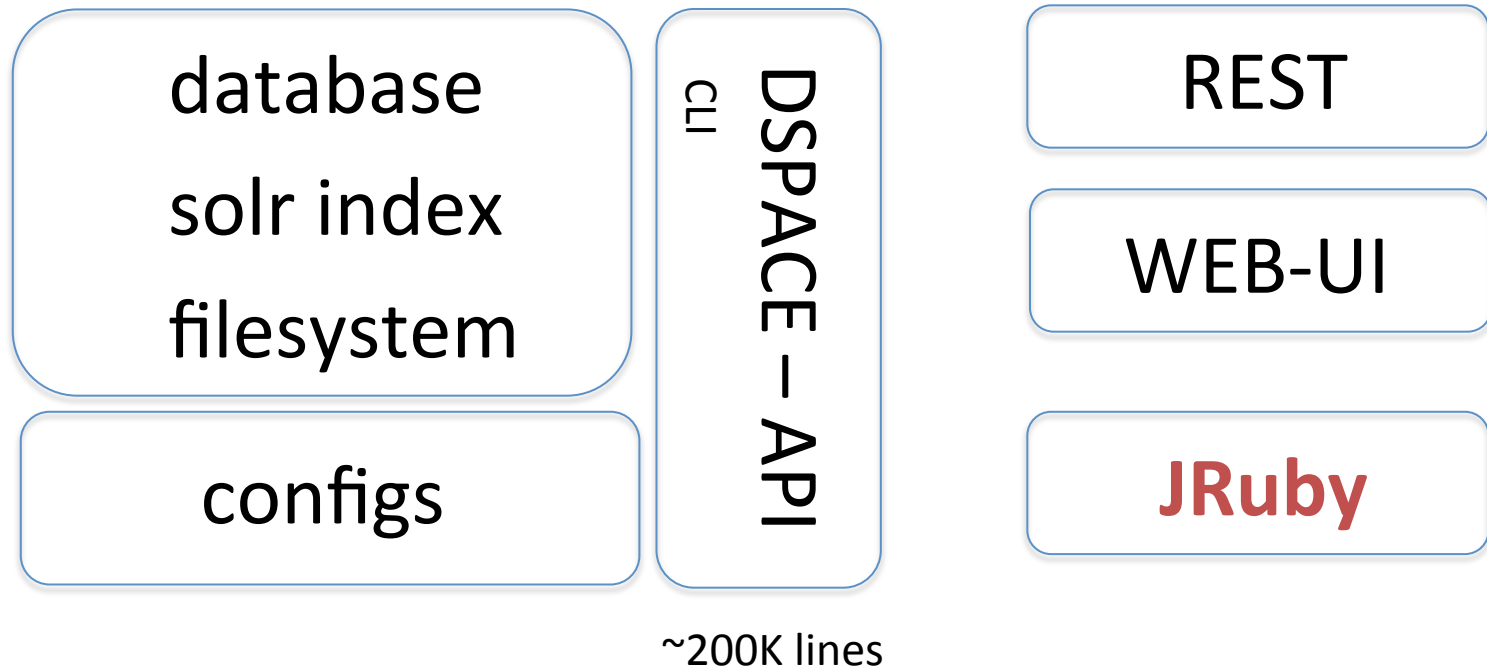 database
solr index
filesystem
configs
DSPACE – API
CLI
~200K lines
REST
WEB-UI
JRuby